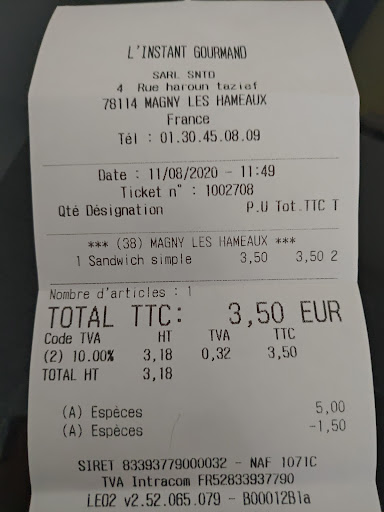 L'INSTANT GOURMAND
SARL SNTD
4 Rue haroun tazief
78114 MAGNY LES HAMEAUX
France
Tél : 01.30.45.08.09
Date : 11/08/2020 - 11:49
Ticket n° : 1002708
Qté Désignation P.U Tot.TTC T
*** (38) MAGNY LES HAMEAUX ***
1 Sandwich simple 3,50 3,50 2
Nombre d'articles : 1
TOTAL TTC: 3,50 EUR
Code TVA HT TVA TTC
(2) 10.00% 3,18 0,32 3,50
TOTAL HT 3,18
(A) Espèces 5,00
(A) Espèces -1,50
SIRET 83393779000032 - NAF 1071C
TVA Intracom FR52833937790
LEO2 v2.52.065.079 - B00012B1a